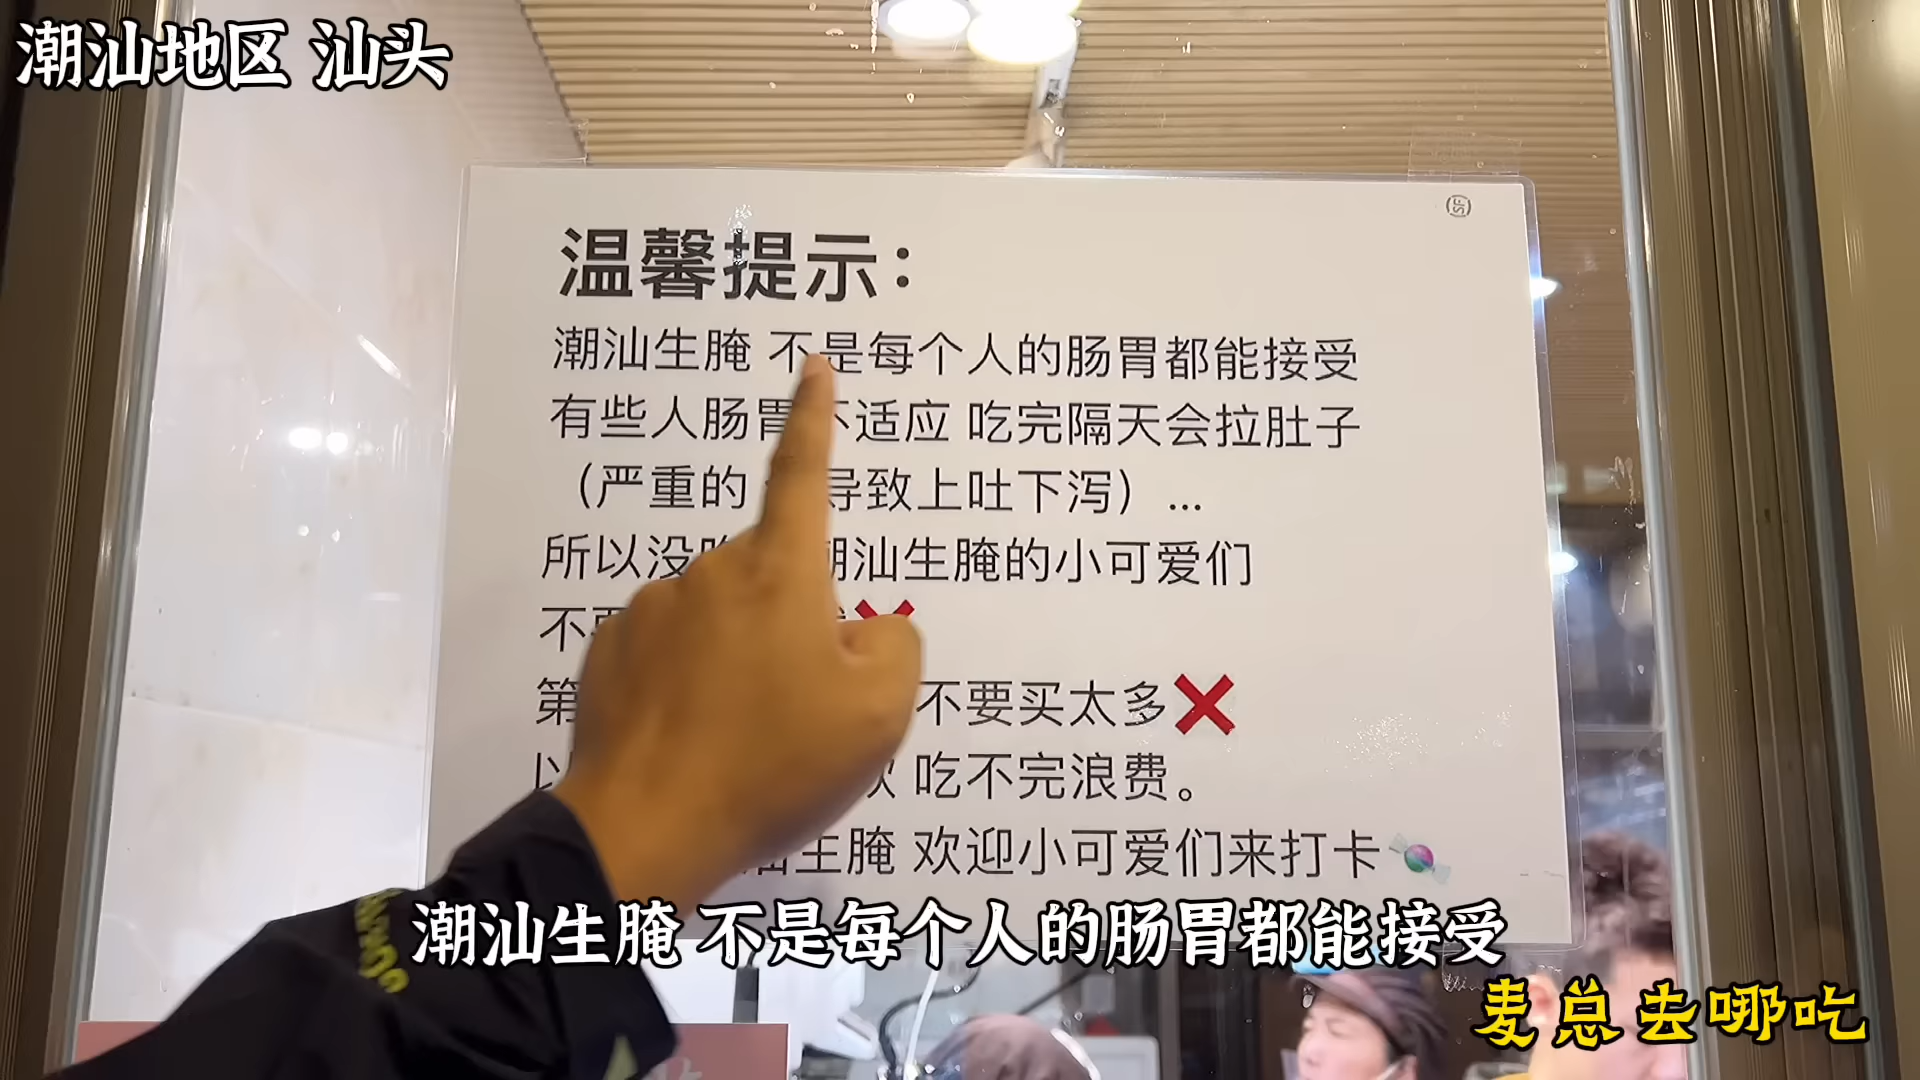 潮汕地区 汕头
温馨提示：
潮汕生腌 不是每个人的肠胃都能接受
有些人肠胃不适应 吃完隔天会拉肚子
（严重的 导致上吐下泻）...
所以没 潮汕生腌的小可爱们
不要
第 不要买太多❌
以 吃不完浪费。
生腌 欢迎小可爱们来打卡🍬
潮汕生腌 不是每个人的肠胃都能接受
麦总去哪吃